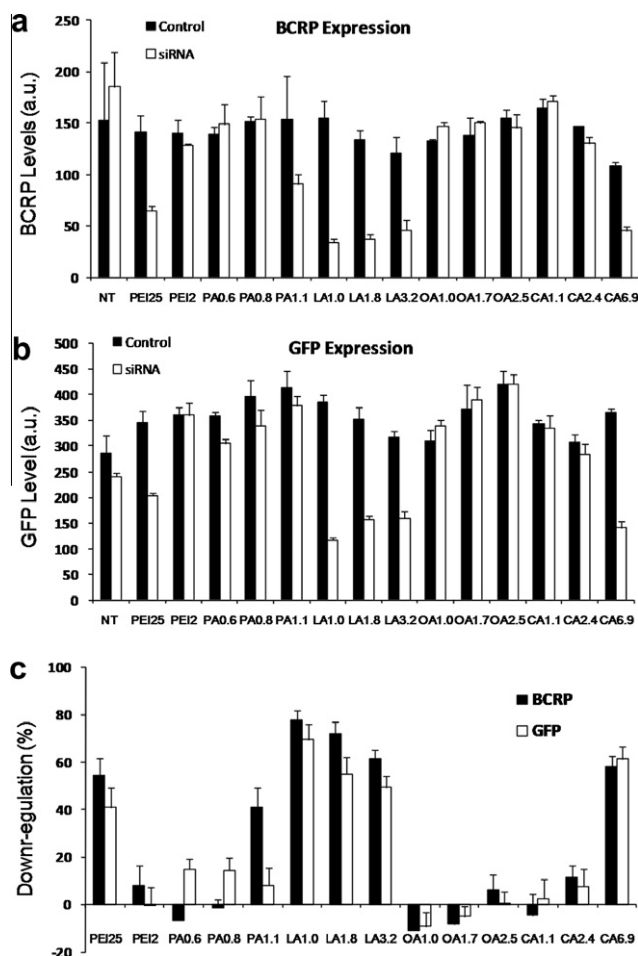 a
BCRP Expression
Control
siRNA
BCRP Levels (a.u.)
250
200
150
100
50
0
NT PEI25 PEI2 PA0.6 PA0.8 PA1.1 LA1.0 LA1.8 LA3.2 OA1.0 OA1.7 OA2.5 CA1.1 CA2.4 CA6.9
b
GFP Expression
Control
siRNA
GFP Level (a.u.)
500
450
400
350
300
250
200
150
100
50
0
NT PEI25 PEI2 PA0.6 PA0.8 PA1.1 LA1.0 LA1.8 LA3.2 OA1.0 OA1.7 OA2.5 CA1.1 CA2.4 CA6.9
c
BCRP
GFP
Downr-egulation (%)
100
80
60
40
20
0
-20
PEI25 PEI2 PA0.6 PA0.8 PA1.1 LA1.0 LA1.8 LA3.2 OA1.0 OA1.7 OA2.5 CA1.1 CA2.4 CA6.9